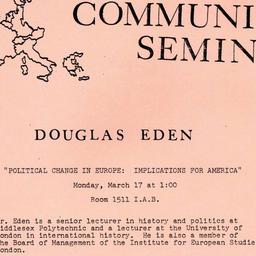 COMMUNI
SEMIN
DOUGLAS EDEN
"POLITICAL CHANGE IN EUROPE: IMPLICATIONS FOR AMERICA"
Monday, March 17 at 1:00
Room 1511 I.A.B.
r. Eden is a senior lecturer in history and politics at
iddlesex Polytechnic and a lecturer at the University of
ondon in international history. He is also a member of
he Board of Management of the Institute for European Studie
ondon.